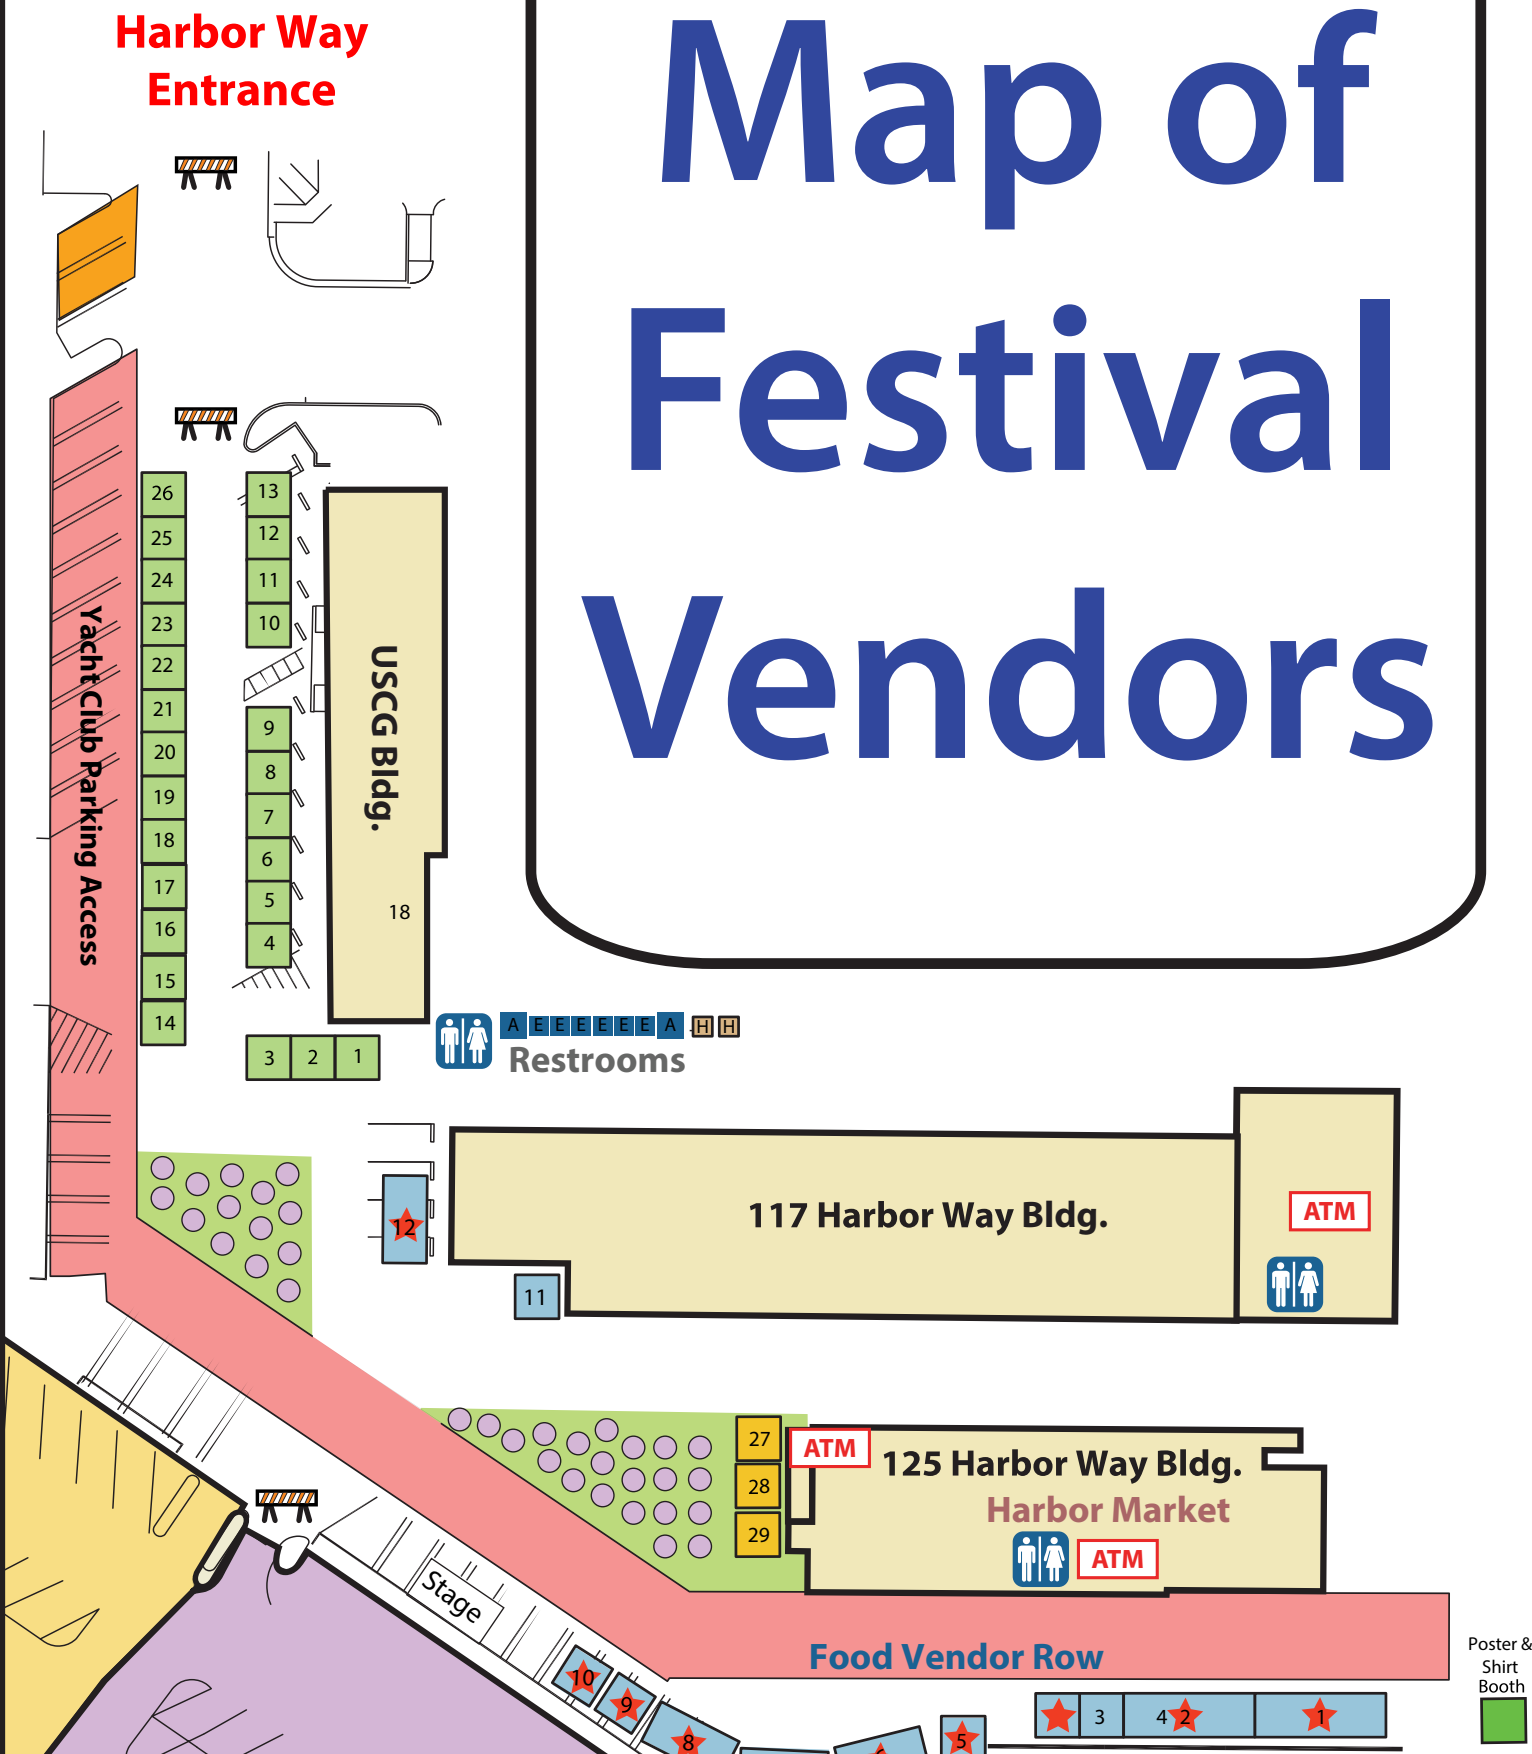 Harbor Way
Entrance
Map of
Festival
Vendors
26
25
24
23
22
21
20
19
18
17
16
15
14
13
12
11
10
9
8
7
6
5
4
3 2 1
Yacht Club Parking Access
USCG Bldg.
18
A E E E E E E A H H
Restrooms
117 Harbor Way Bldg.
ATM
12
11
27
28
29
ATM
125 Harbor Way Bldg.
Harbor Market
ATM
Stage
Food Vendor Row
10
9
8
5
3
4 2
1
Poster &
Shirt
Booth